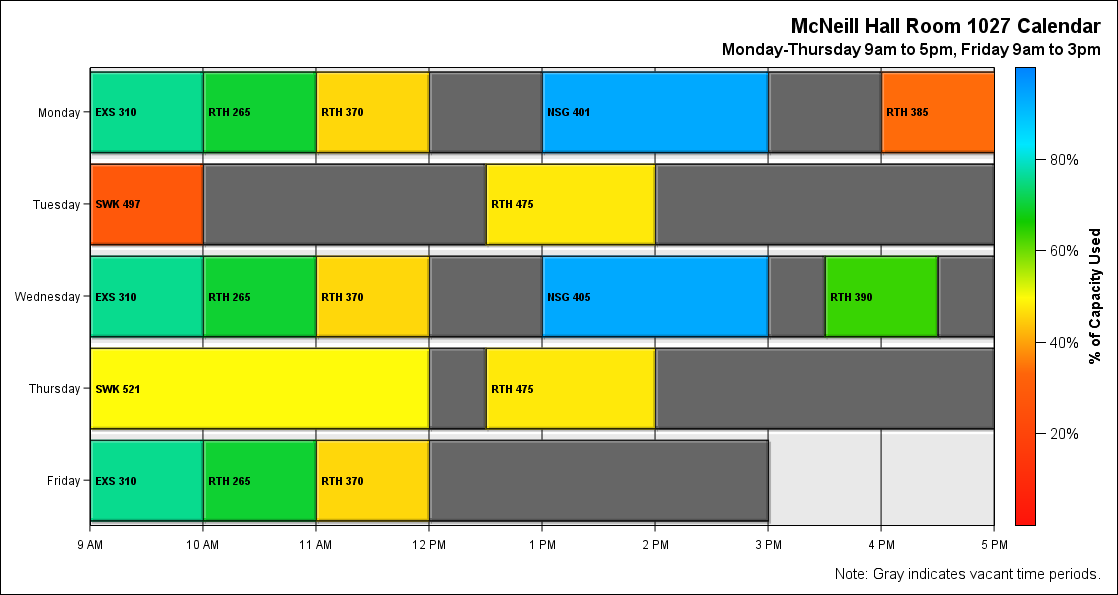 McNeill Hall Room 1027 Calendar
Monday-Thursday 9am to 5pm, Friday 9am to 3pm
Monday
EXS 310
RTH 265
RTH 370
NSG 401
RTH 385
Tuesday
SWK 497
RTH 475
Wednesday
EXS 310
RTH 265
RTH 370
NSG 405
RTH 390
Thursday
SWK 521
RTH 475
Friday
EXS 310
RTH 265
RTH 370
9 AM
10 AM
11 AM
12 PM
1 PM
2 PM
3 PM
4 PM
5 PM
80%
60%
40%
20%
% of Capacity Used
Note: Gray indicates vacant time periods.